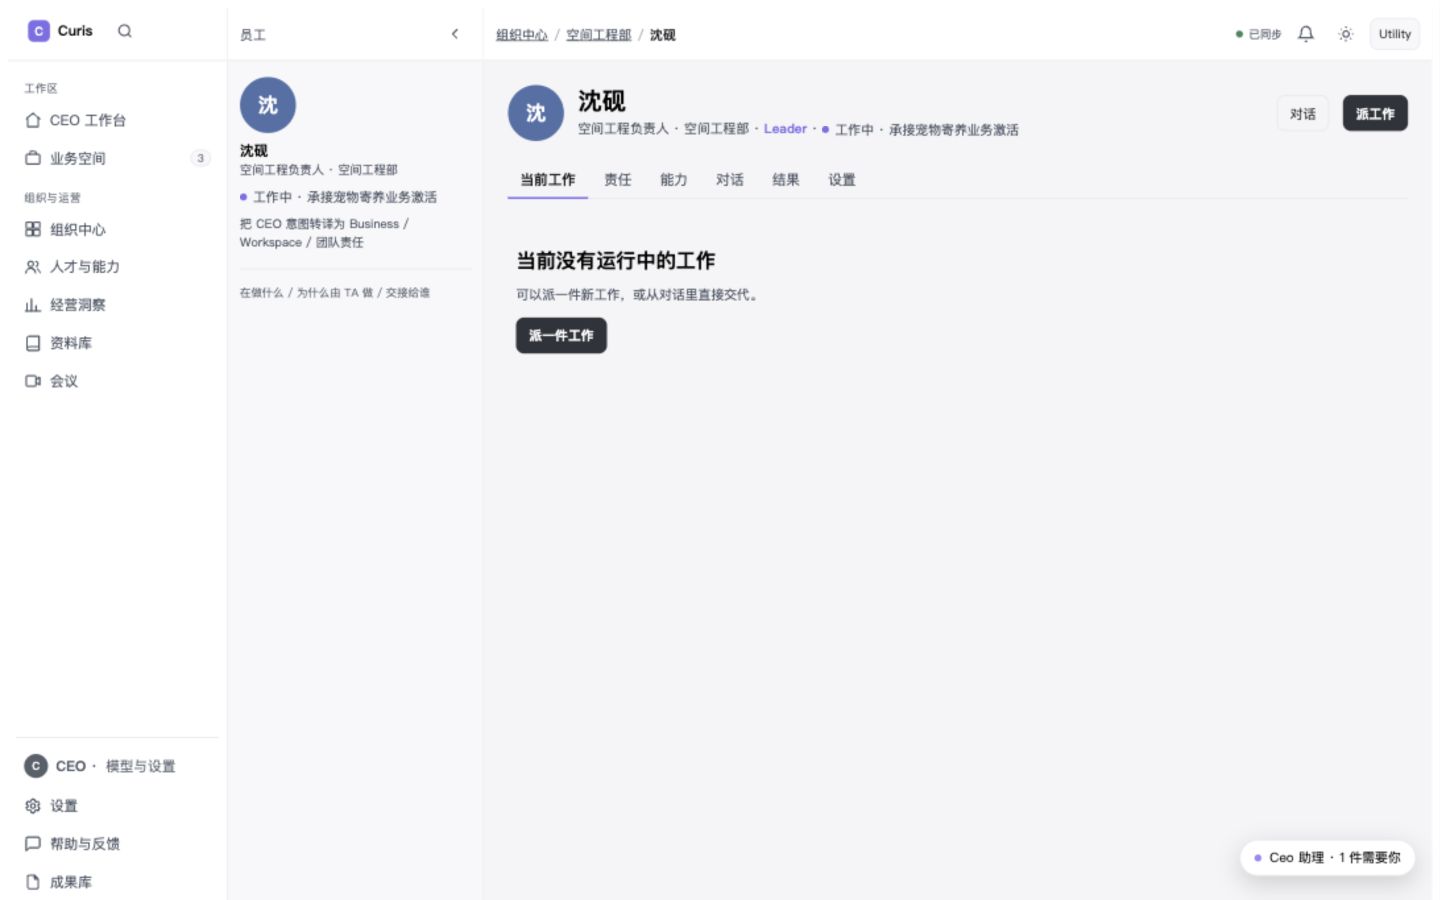 C Curis
工作区
CEO 工作台
业务空间 3
组织与运营
组织中心
人才与能力
经营洞察
资料库
会议
C CEO · 模型与设置
设置
帮助与反馈
成果库
员工
沈
沈砚
空间工程负责人 · 空间工程部
工作中 · 承接宠物寄养业务激活
把 CEO 意图转译为 Business /
Workspace / 团队责任
在做什么 / 为什么由 TA 做 / 交接给谁
组织中心 / 空间工程部 / 沈砚
已同步
Utility
沈
沈砚
空间工程负责人 · 空间工程部 · Leader · 工作中 · 承接宠物寄养业务激活
对话
派工作
当前工作 责任 能力 对话 结果 设置
当前没有运行中的工作
可以派一件新工作，或从对话里直接交代。
派一件工作
Ceo 助理 · 1 件需要你